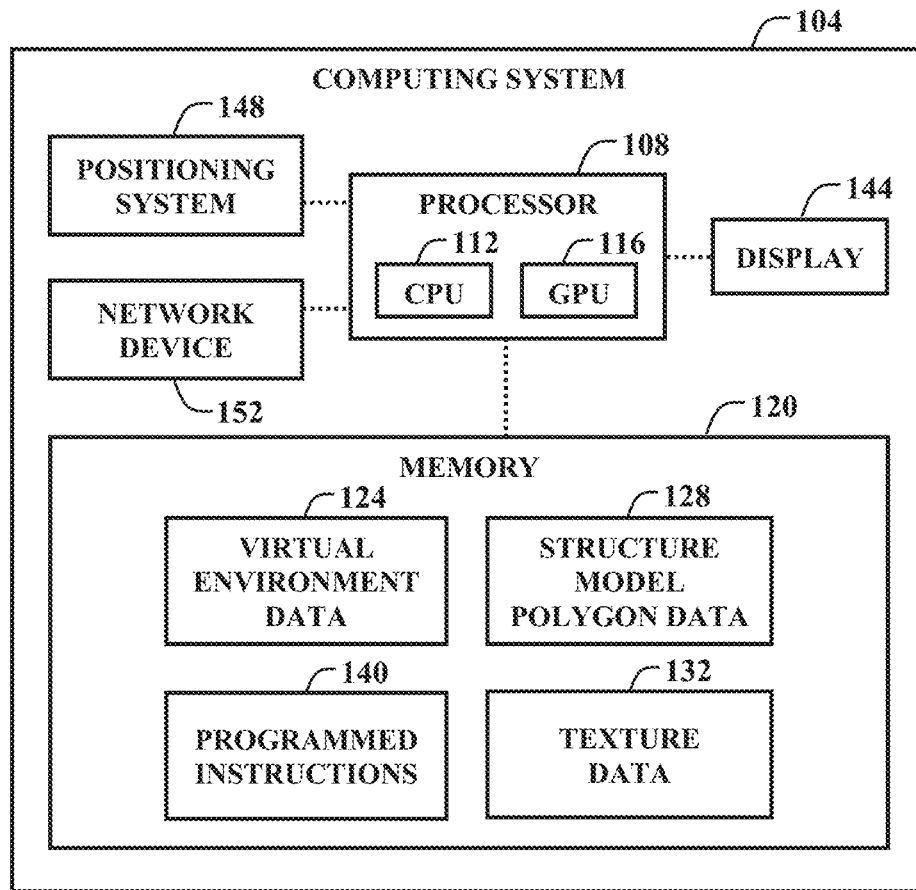 104
COMPUTING SYSTEM
148
POSITIONING
SYSTEM
108
PROCESSOR
112
CPU
116
GPU
144
DISPLAY
NETWORK
DEVICE
152
120
MEMORY
124
VIRTUAL
ENVIRONMENT
DATA
128
STRUCTURE
MODEL
POLYGON DATA
140
PROGRAMMED
INSTRUCTIONS
132
TEXTURE
DATA